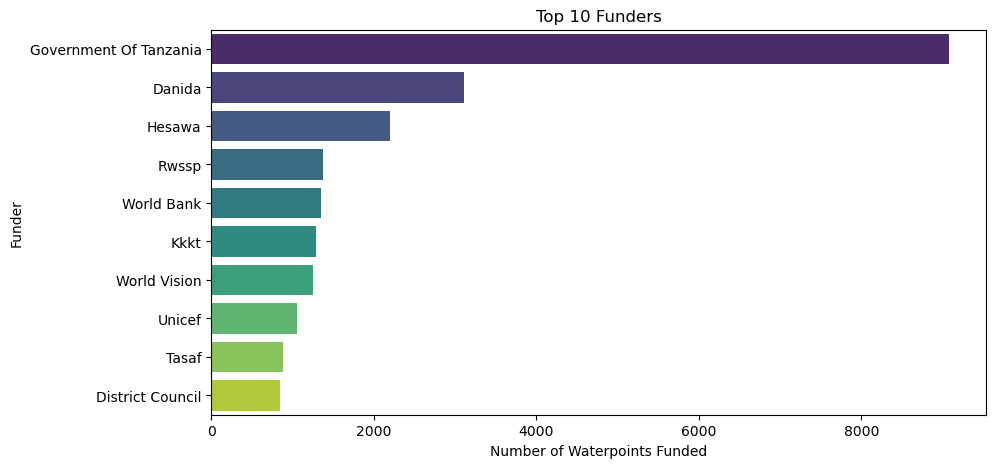 Top 10 Funders
Government Of Tanzania
Danida
Hesawa
Rwssp
World Bank
Kkkt
World Vision
Unicef
Tasaf
District Council
Funder
0 2000 4000 6000 8000
Number of Waterpoints Funded